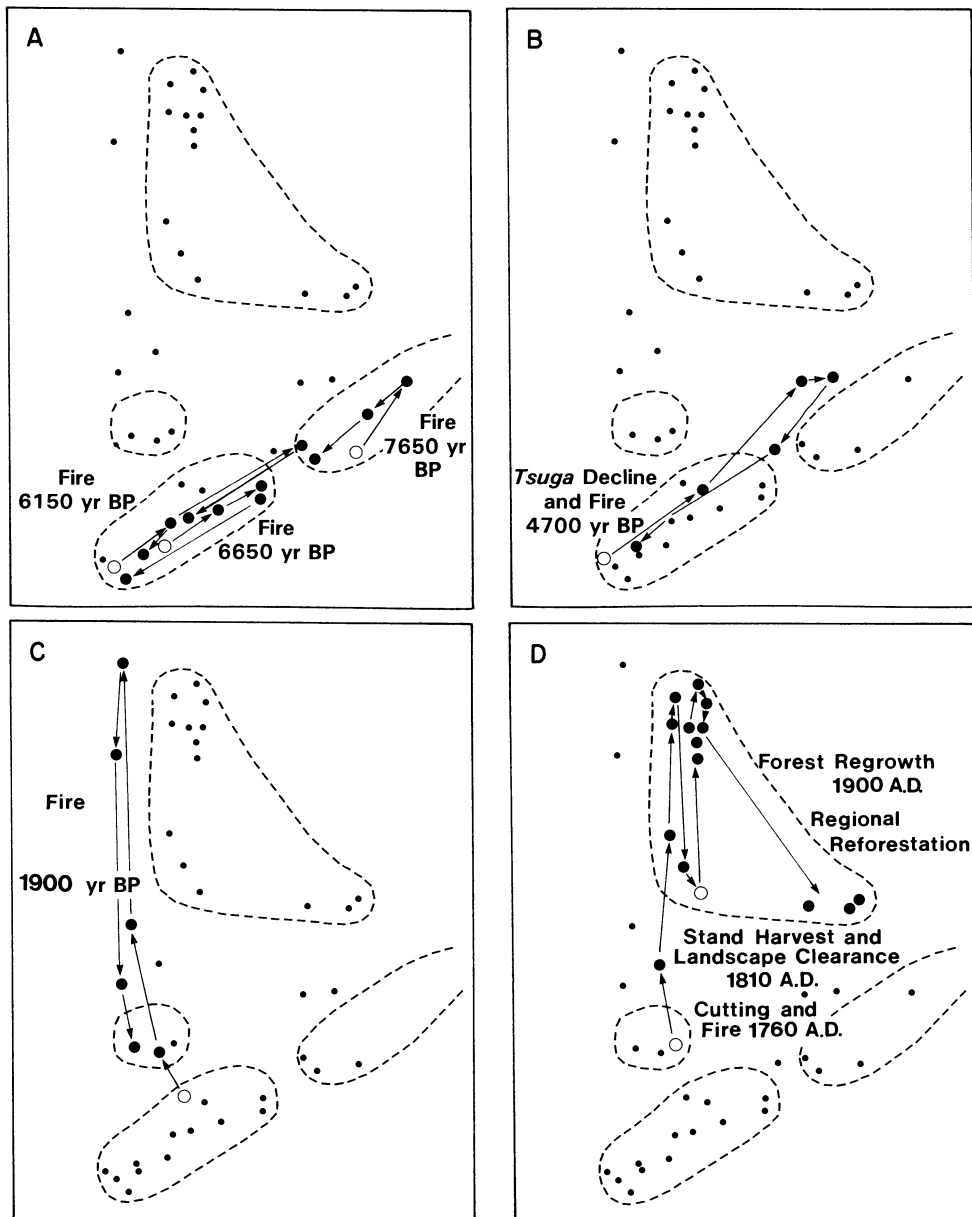 A
Fire
7650 yr
BP
Fire
6150 yr BP
Fire
6650 yr BP
B
Tsuga Decline
and Fire
4700 yr BP
C
Fire
1900 yr BP
D
Forest Regrowth
1900 A.D.
Regional
Reforestation
Stand Harvest and
Landscape Clearance
1810 A.D.
Cutting and
Fire 1760 A.D.